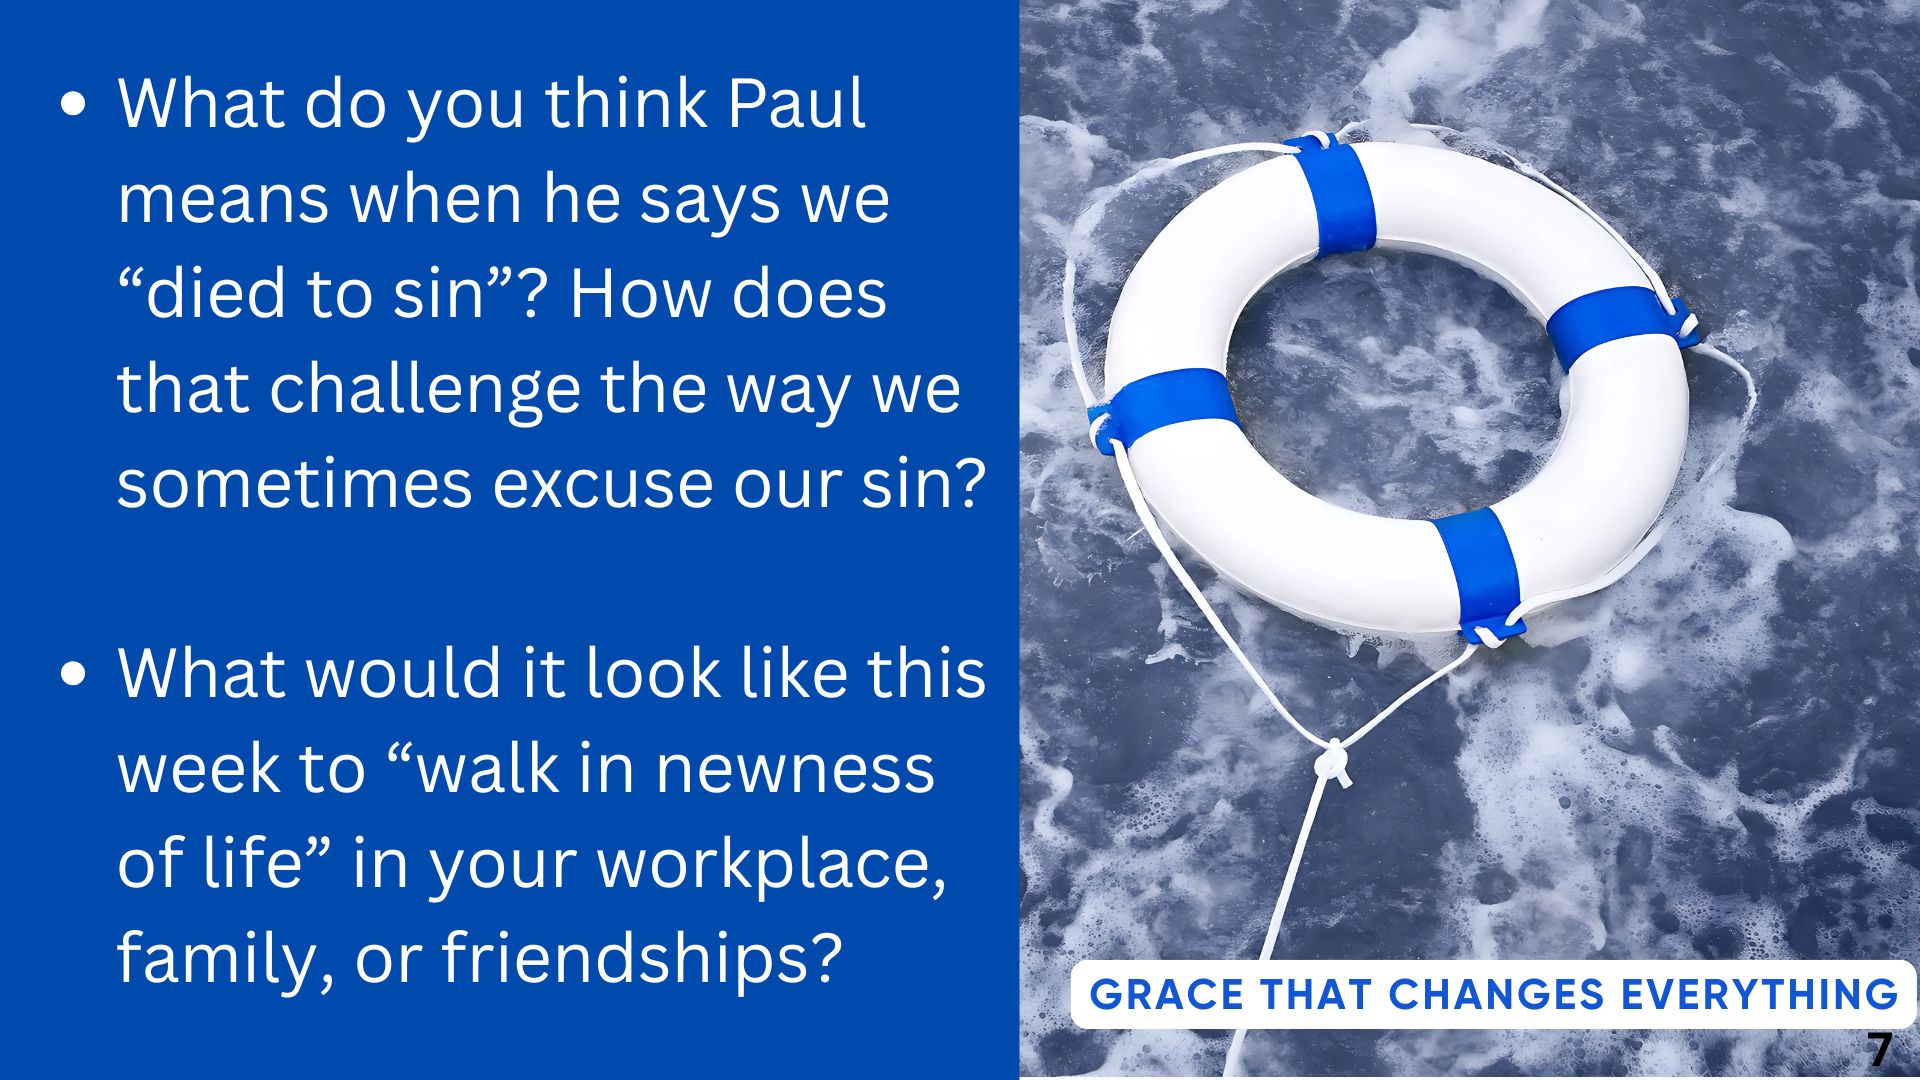 • What do you think Paul
means when he says we
“died to sin”? How does
that challenge the way we
sometimes excuse our sin?
• What would it look like this
week to “walk in newness
of life” in your workplace,
family, or friendships?
GRACE THAT CHANGES EVERYTHING
7